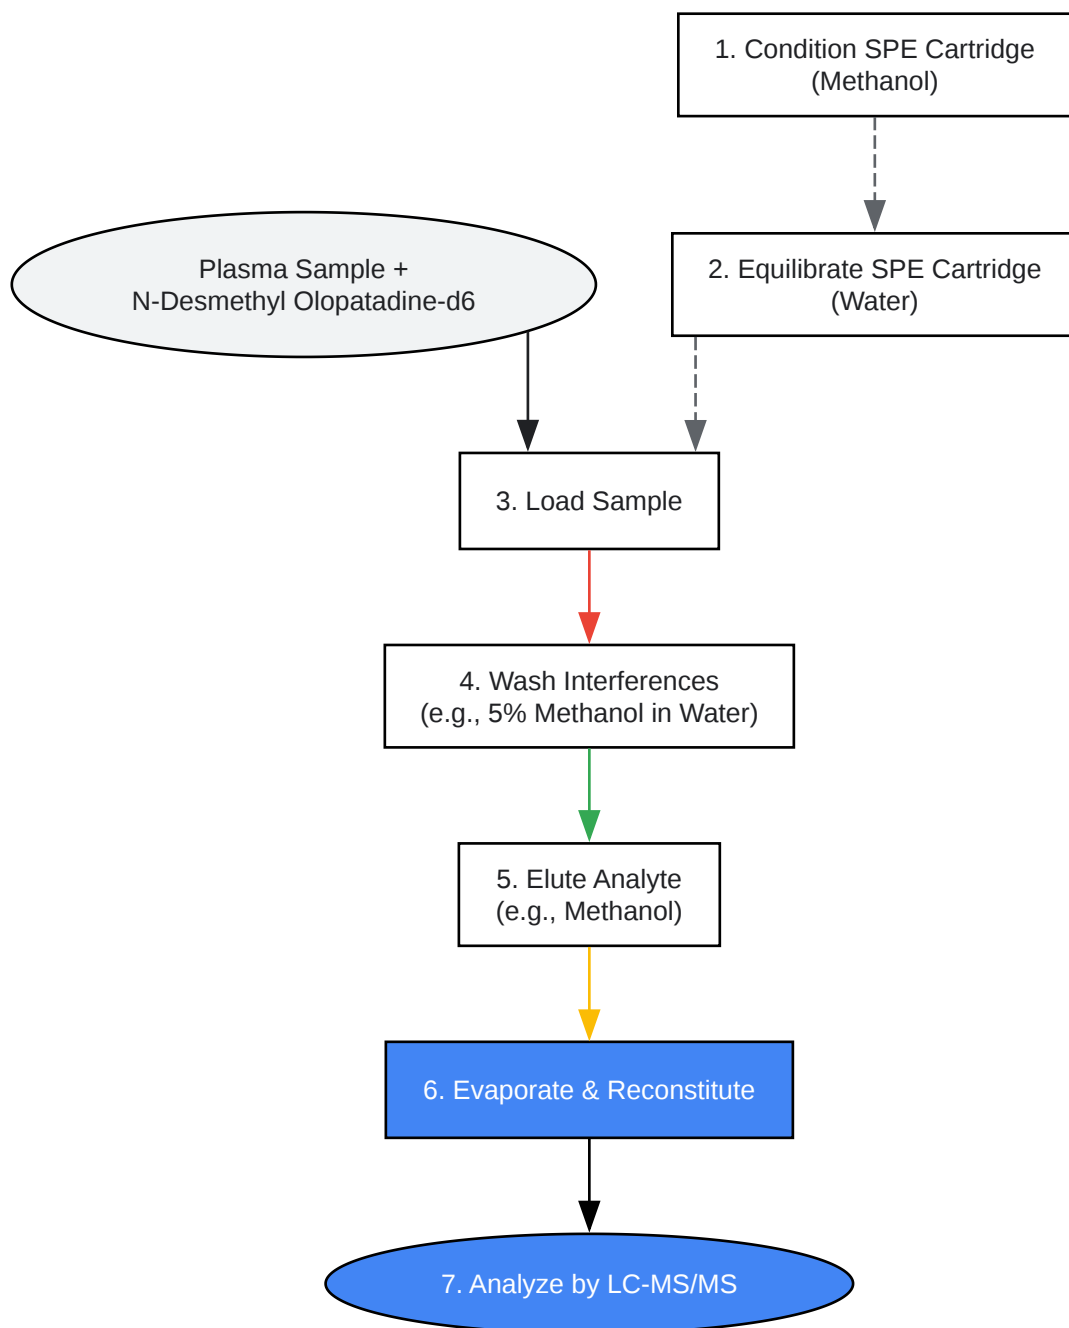 1. Condition SPE Cartridge
(Methanol)
Plasma Sample +
N-Desmethyl Olopatadine-d6
2. Equilibrate SPE Cartridge
(Water)
3. Load Sample
4. Wash Interferences
(e.g., 5% Methanol in Water)
5. Elute Analyte
(e.g., Methanol)
6. Evaporate & Reconstitute
7. Analyze by LC-MS/MS